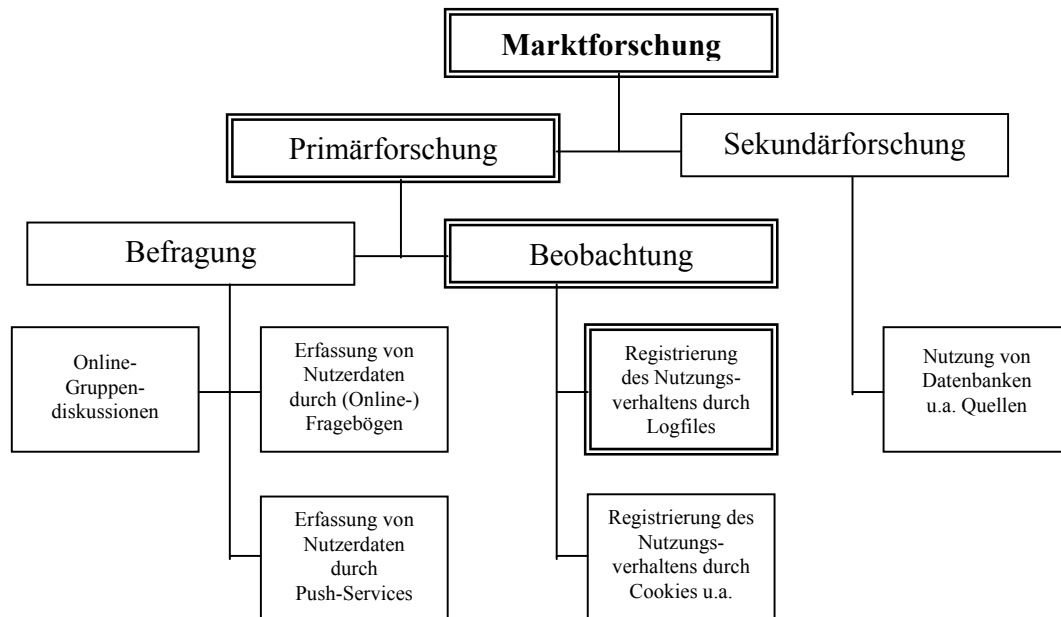 Marktforschung
Primärforschung
Sekundärforschung
Befragung
Beobachtung
Online-
Gruppen-
diskussionen
Erfassung von
Nutzerdaten
durch (Online-)
Fragebögen
Registrierung
des Nutzungs-
verhaltens durch
Logfiles
Nutzung von
Datenbanken
u.a. Quellen
Erfassung von
Nutzerdaten
durch
Push-Services
Registrierung des
Nutzungs-
verhaltens durch
Cookies u.a.